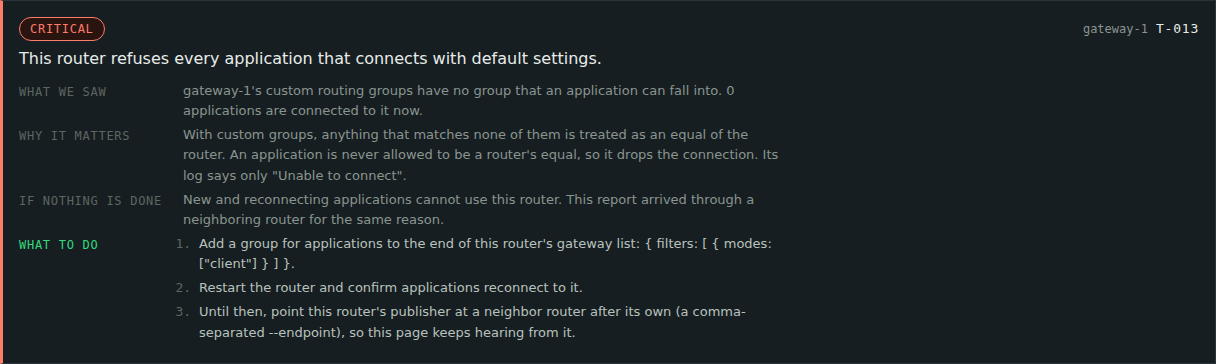 CRITICAL
gateway-1 T-013
This router refuses every application that connects with default settings.
WHAT WE SAW
gateway-1's custom routing groups have no group that an application can fall into. 0
applications are connected to it now.
WHY IT MATTERS
With custom groups, anything that matches none of them is treated as an equal of the
router. An application is never allowed to be a router's equal, so it drops the connection. Its
log says only "Unable to connect".
IF NOTHING IS DONE
New and reconnecting applications cannot use this router. This report arrived through a
neighboring router for the same reason.
WHAT TO DO
1. Add a group for applications to the end of this router's gateway list: { filters: [ { modes:
["client"] } ] }.
2. Restart the router and confirm applications reconnect to it.
3. Until then, point this router's publisher at a neighbor router after its own (a comma-
separated --endpoint), so this page keeps hearing from it.